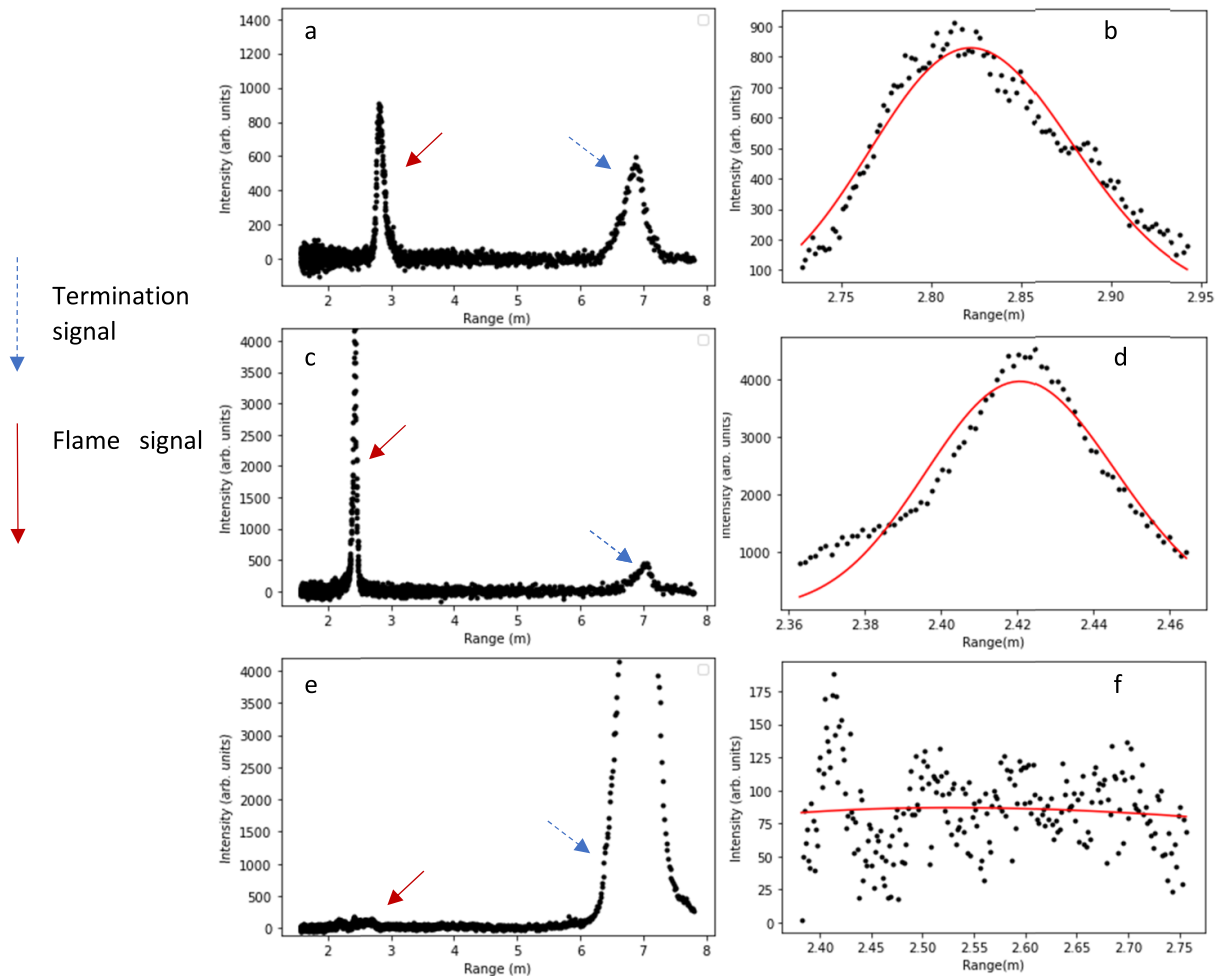 Termination
signal
Flame signal
a
1400
1200
1000
800
600
400
200
0
Intensity (arb. units)
2 3 4 5 6 7 8
Range (m)
b
900
800
700
600
500
400
300
200
100
Intensity (arb. units)
2.75 2.80 2.85 2.90 2.95
Range(m)
c
4000
3500
3000
2500
2000
1500
1000
500
0
Intensity (arb. units)
2 3 4 5 6 7 8
Range (m)
d
4000
3000
2000
1000
Intensity (arb. units)
2.36 2.38 2.40 2.42 2.44 2.46
Range(m)
e
4000
3500
3000
2500
2000
1500
1000
500
0
Intensity (arb. units)
2 3 4 5 6 7 8
Range (m)
f
175
150
125
100
75
50
25
0
Intensity (arb. units)
2.40 2.45 2.50 2.55 2.60 2.65 2.70 2.75
Range(m)